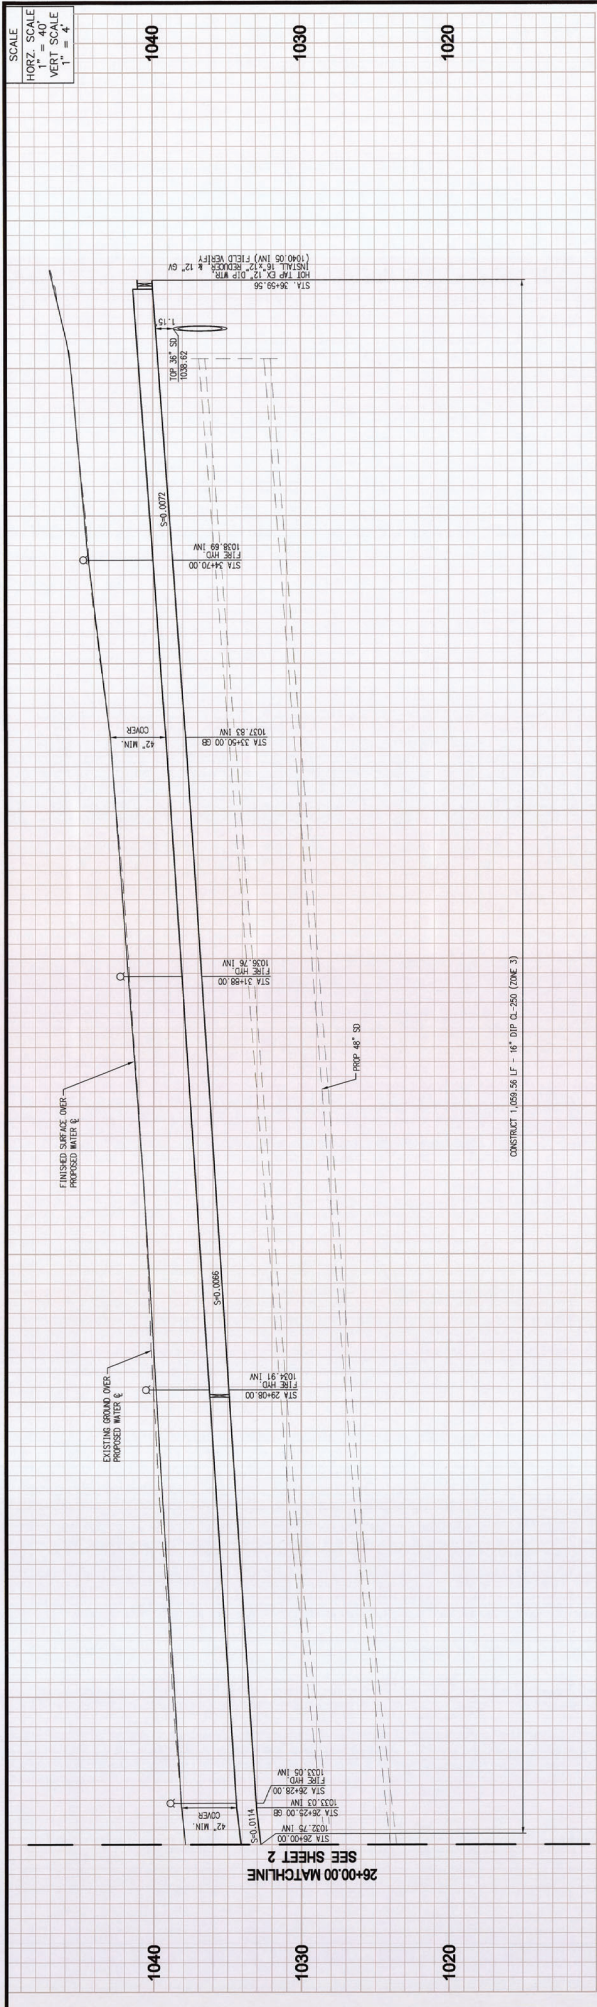 SCALE
HORZ. SCALE
1" = 40'
VERT SCALE
1" = 4'
1040
1030
1020
STA. 36+59.56
HOT TAP EX 12" DIP WTR,
INSTALL 16"x12" REDUCER, & 12" GV
(1040.05 INV) FIELD VERIFY
1.15'
TOP 36" SD
1038.62
S=0.0072
STA 34+70.00
FIRE HYD.
1038.69 INV
42" MIN.
COVER
STA 33+50.00 GB
1037.83 INV
STA 31+88.00
FIRE HYD.
1036.76 INV
FINISHED SURFACE OVER
PROPOSED WATER ℄
PROP 48" SD
CONSTRUCT 1,059.56 LF - 16" DIP CL-250 (ZONE 3)
S=0.0066
EXISTING GROUND OVER
PROPOSED WATER ℄
STA 29+08.00
FIRE HYD.
1034.91 INV
42" MIN.
COVER
S=0.0114
STA 26+28.00
FIRE HYD.
1033.05 INV
STA 26+25.00 GB
1033.03 INV
STA 26+00.00
1032.75 INV
26+00.00 MATCHLINE
SEE SHEET 2
1040
1030
1020